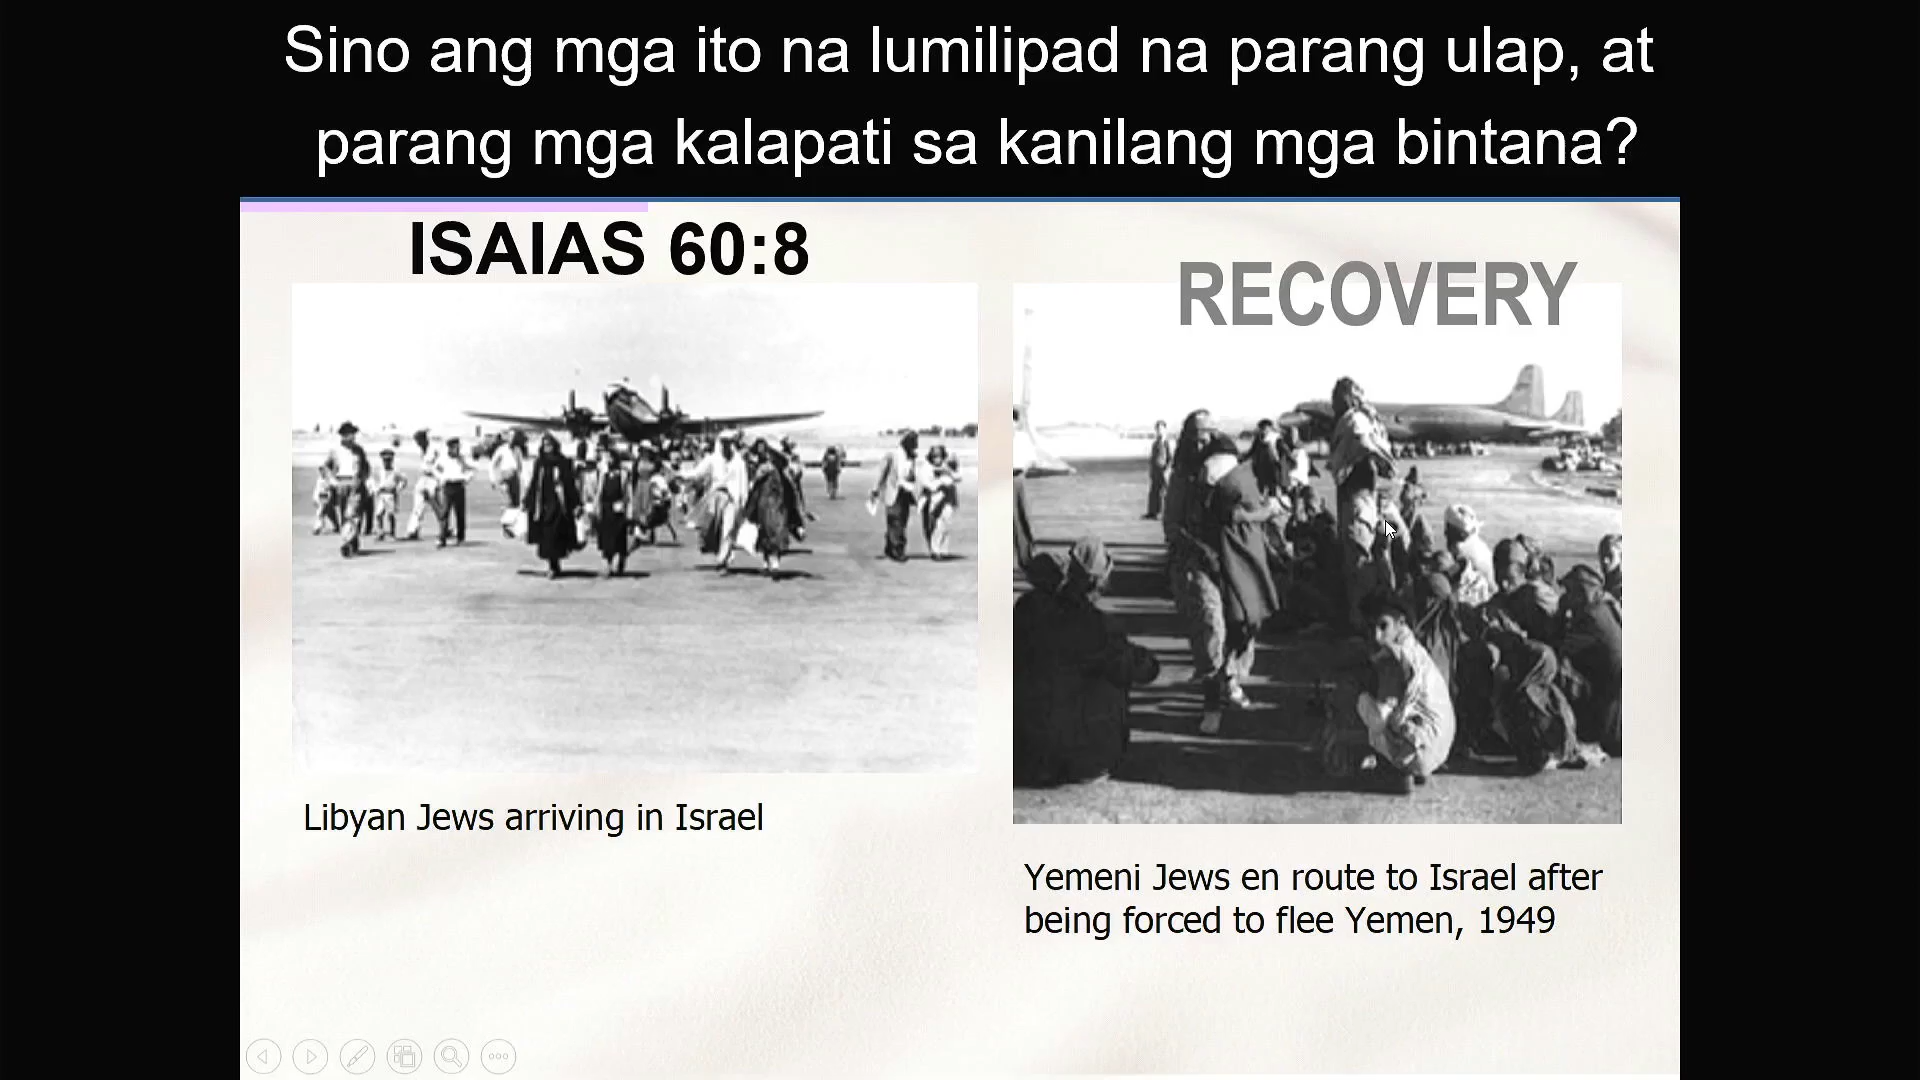 Sino ang mga ito na lumilipad na parang ulap, at
parang mga kalapati sa kanilang mga bintana?
ISAIAS 60:8
RECOVERY
Libyan Jews arriving in Israel
Yemeni Jews en route to Israel after
being forced to flee Yemen, 1949